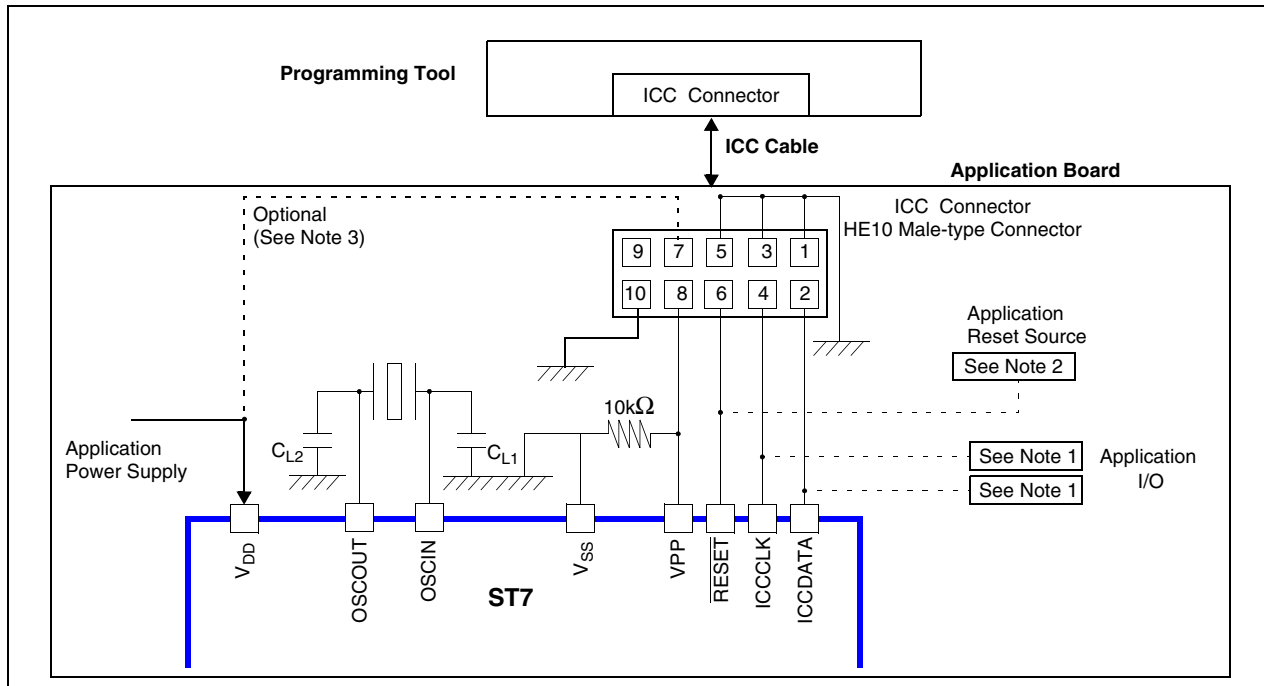 Programming Tool
ICC Connector
ICC Cable
Application Board
Optional
(See Note 3)
ICC Connector
HE10 Male-type Connector
9 7 5 3 1
10 8 6 4 2
Application
Reset Source
See Note 2
10kΩ
Application
Power Supply
CL2
CL1
See Note 1
See Note 1
Application
I/O
VDD
OSCOUT
OSCIN
VSS
VPP
RESET
ICCCLK
ICCDATA
ST7